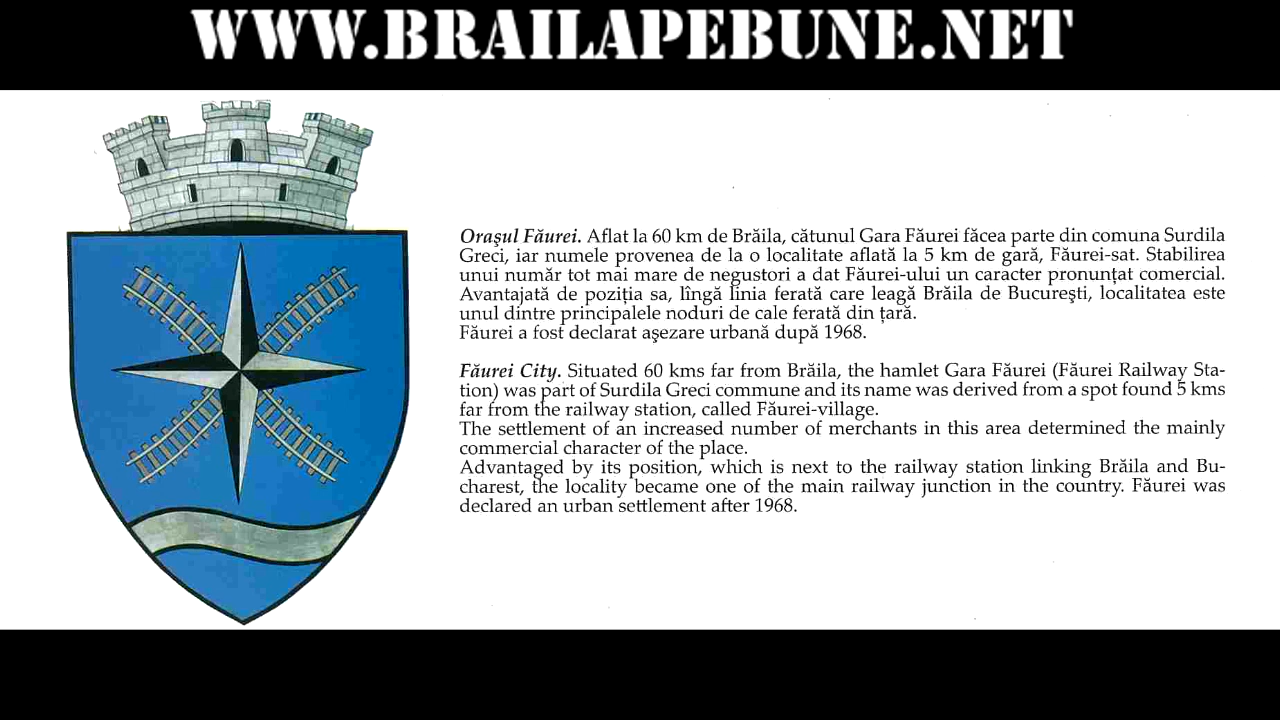 WWW.BRAILAPEBUNE.NET
Oraşul Făurei. Aflat la 60 km de Brăila, cătunul Gara Făurei făcea parte din comuna Surdila
Greci, iar numele provenea de la o localitate aflată la 5 km de gară, Făurei-sat. Stabilirea
unui număr tot mai mare de negustori a dat Făurei-ului un caracter pronunţat comercial.
Avantajată de poziţia sa, lîngă linia ferată care leagă Brăila de Bucureşti, localitatea este
unul dintre principalele noduri de cale ferată din ţară.
Făurei a fost declarat aşezare urbană după 1968.
Făurei City. Situated 60 kms far from Brăila, the hamlet Gara Făurei (Făurei Railway Sta-
tion) was part of Surdila Greci commune and its name was derived from a spot found 5 kms
far from the railway station, called Făurei-village.
The settlement of an increased number of merchants in this area determined the mainly
commercial character of the place.
Advantaged by its position, which is next to the railway station linking Brăila and Bu-
charest, the locality became one of the main railway junction in the country. Făurei was
declared an urban settlement after 1968.